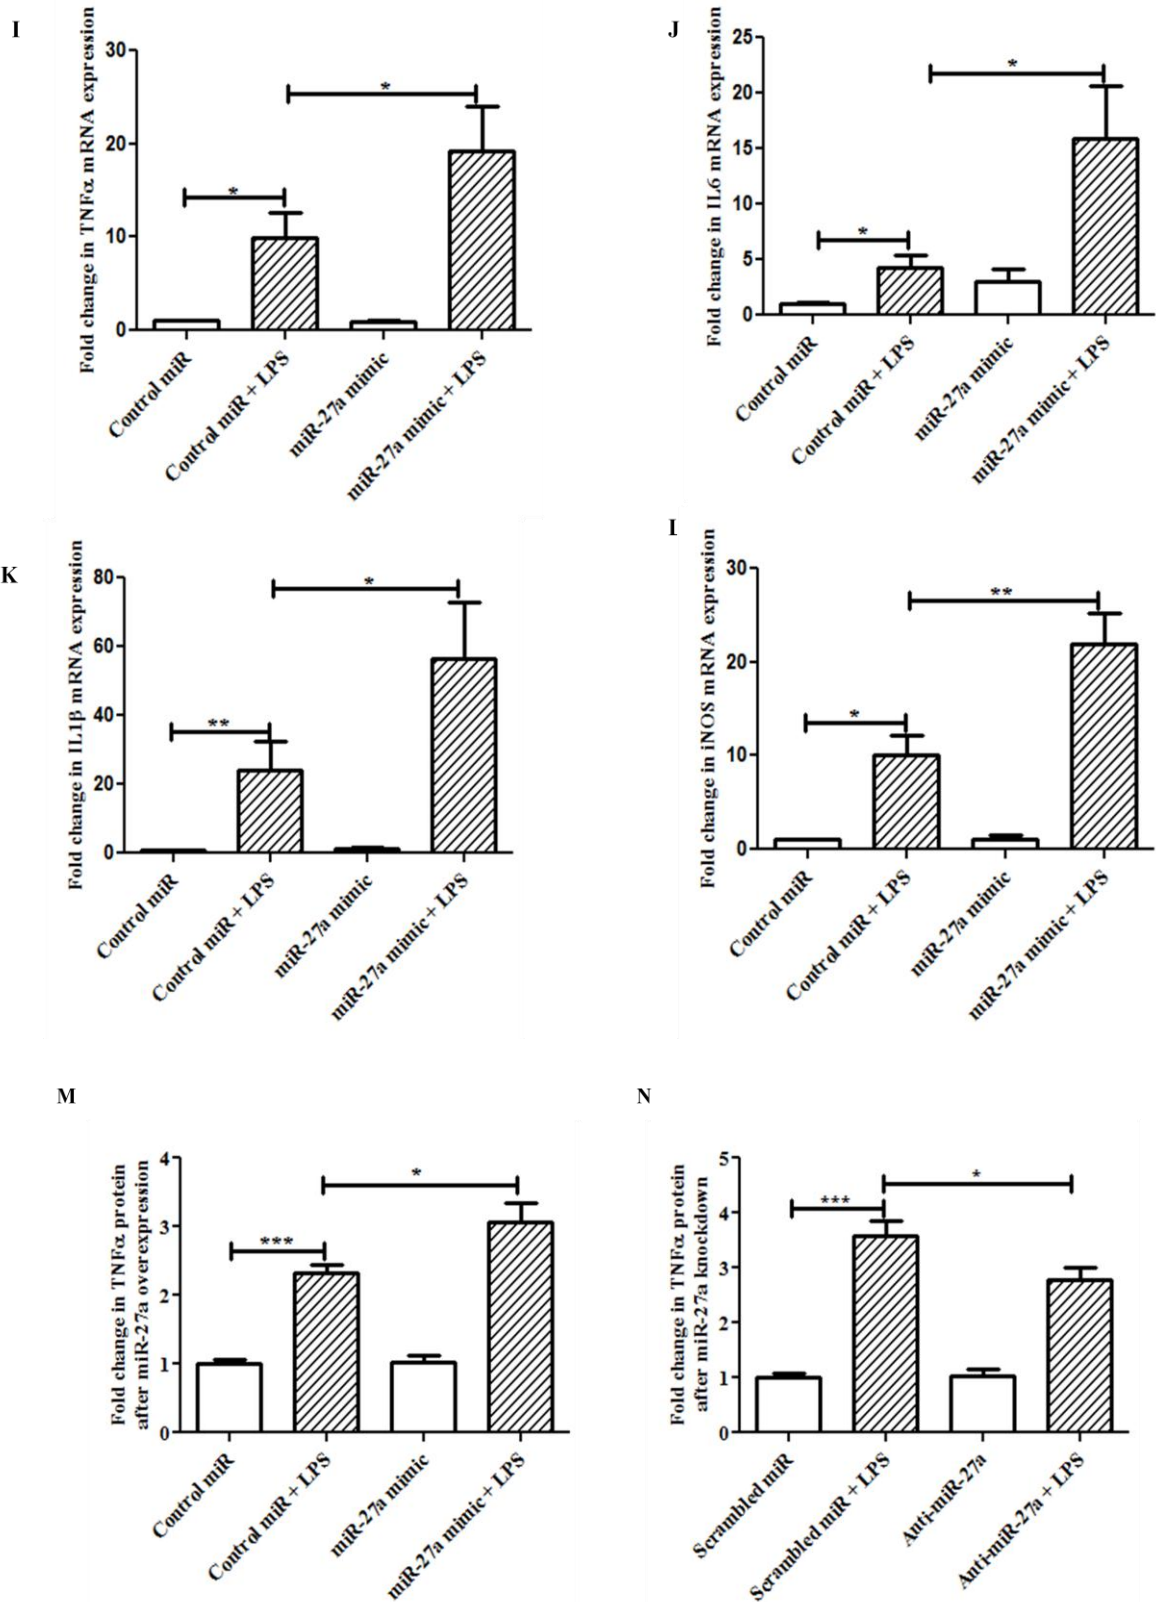 I
Fold change in TNFα mRNA expression
30
20
10
0
*
*
Control miR
Control miR + LPS
miR-27a mimic
miR-27a mimic + LPS
J
Fold change in IL6 mRNA expression
25
20
15
10
5
0
*
*
Control miR
Control miR + LPS
miR-27a mimic
miR-27a mimic + LPS
K
Fold change in IL1β mRNA expression
80
60
40
20
0
**
*
Control miR
Control miR + LPS
miR-27a mimic
miR-27a mimic + LPS
I
Fold change in iNOS mRNA expression
30
20
10
0
*
**
Control miR
Control miR + LPS
miR-27a mimic
miR-27a mimic + LPS
M
Fold change in TNFα protein
after miR-27a overexpression
4
3
2
1
0
***
*
Control miR
Control miR + LPS
miR-27a mimic
miR-27a mimic + LPS
N
Fold change in TNFα protein
after miR-27a knockdown
5
4
3
2
1
0
***
*
Scrambled miR
Scrambled miR + LPS
Anti-miR-27a
Anti-miR-27a + LPS